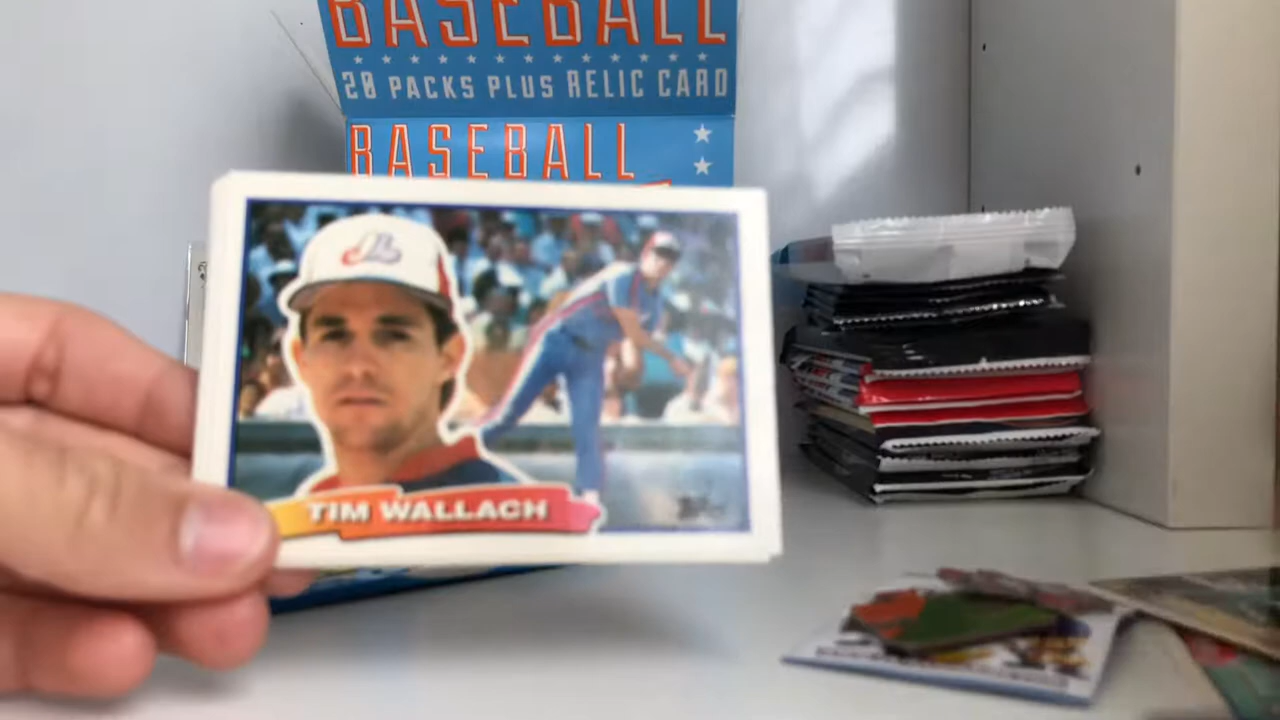 BASEBALL
20 PACKS PLUS RELIC CARD
BASEBALL
TIM WALLACH